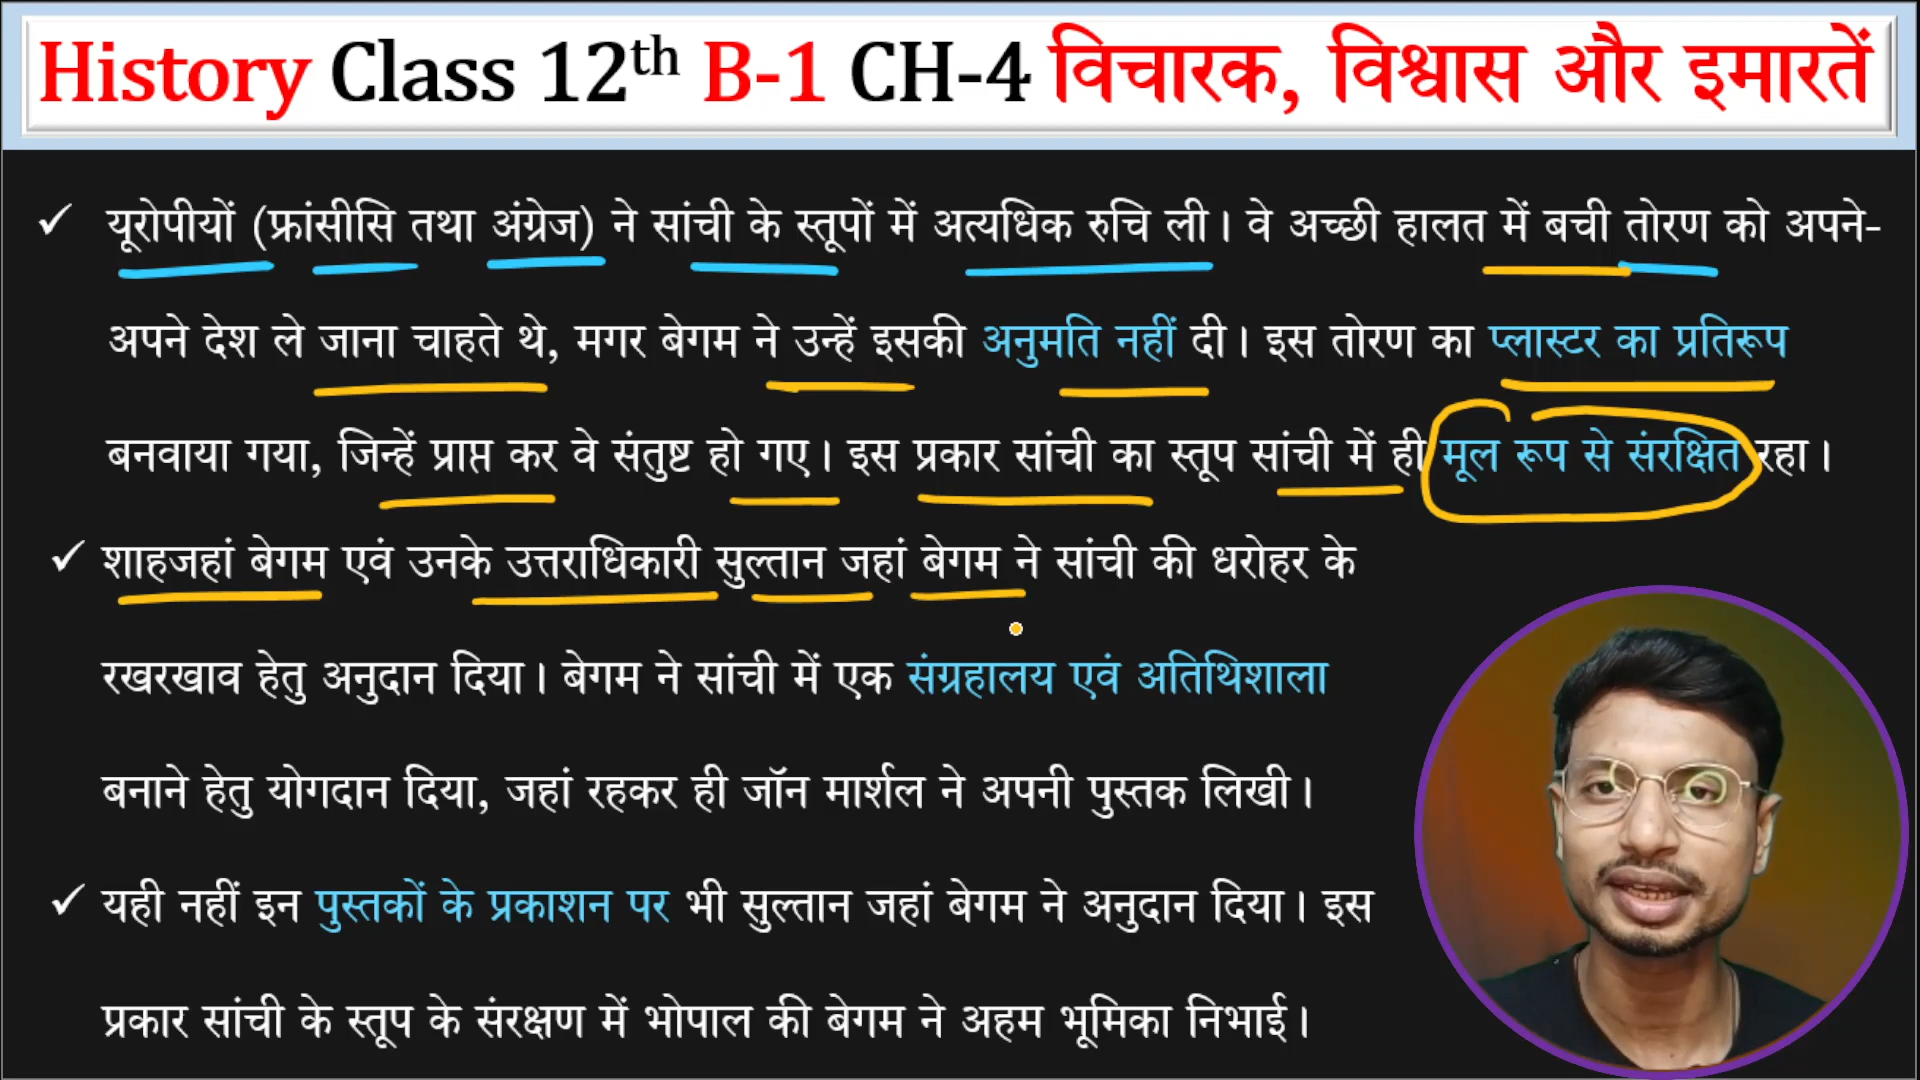 History Class 12th B-1 CH-4 विचारक, विश्वास और इमारतें
✓ यूरोपीयों (फ्रांसीसि तथा अंग्रेज) ने सांची के स्तूपों में अत्यधिक रुचि ली। वे अच्छी हालत में बची तोरण को अपने-
अपने देश ले जाना चाहते थे, मगर बेगम ने उन्हें इसकी अनुमति नहीं दी। इस तोरण का प्लास्टर का प्रतिरूप
बनवाया गया, जिन्हें प्राप्त कर वे संतुष्ट हो गए। इस प्रकार सांची का स्तूप सांची में ही मूल रूप से संरक्षित रहा।
✓ शाहजहां बेगम एवं उनके उत्तराधिकारी सुल्तान जहां बेगम ने सांची की धरोहर के
रखरखाव हेतु अनुदान दिया। बेगम ने सांची में एक संग्रहालय एवं अतिथिशाला
बनाने हेतु योगदान दिया, जहां रहकर ही जॉन मार्शल ने अपनी पुस्तक लिखी।
✓ यही नहीं इन पुस्तकों के प्रकाशन पर भी सुल्तान जहां बेगम ने अनुदान दिया। इस
प्रकार सांची के स्तूप के संरक्षण में भोपाल की बेगम ने अहम भूमिका निभाई।